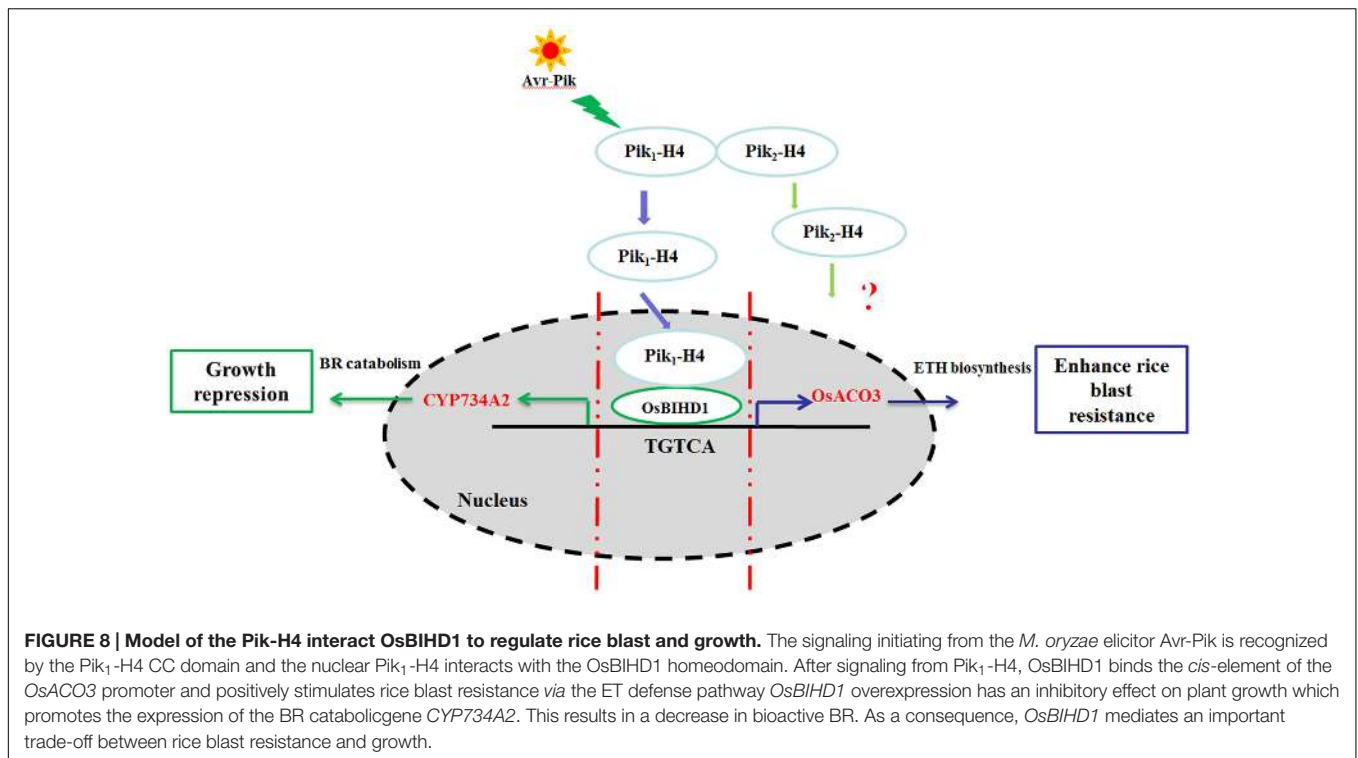 Avr-Pik
Pik₁-H4
Pik₂-H4
Pik₂-H4
Pik₁-H4
?
Pik₁-H4
Growth
repression
BR catabolism
CYP734A2
OsBIHD1
OsACO3
ETH biosynthesis
Enhance rice
blast
resistance
TGTCA
Nucleus
FIGURE 8 | Model of the Pik-H4 interact OsBIHD1 to regulate rice blast and growth. The signaling initiating from the M. oryzae elicitor Avr-Pik is recognized
by the Pik₁-H4 CC domain and the nuclear Pik₁-H4 interacts with the OsBIHD1 homeodomain. After signaling from Pik₁-H4, OsBIHD1 binds the cis-element of the
OsACO3 promoter and positively stimulates rice blast resistance via the ET defense pathway OsBIHD1 overexpression has an inhibitory effect on plant growth which
promotes the expression of the BR catabolicgene CYP734A2. This results in a decrease in bioactive BR. As a consequence, OsBIHD1 mediates an important
trade-off between rice blast resistance and growth.